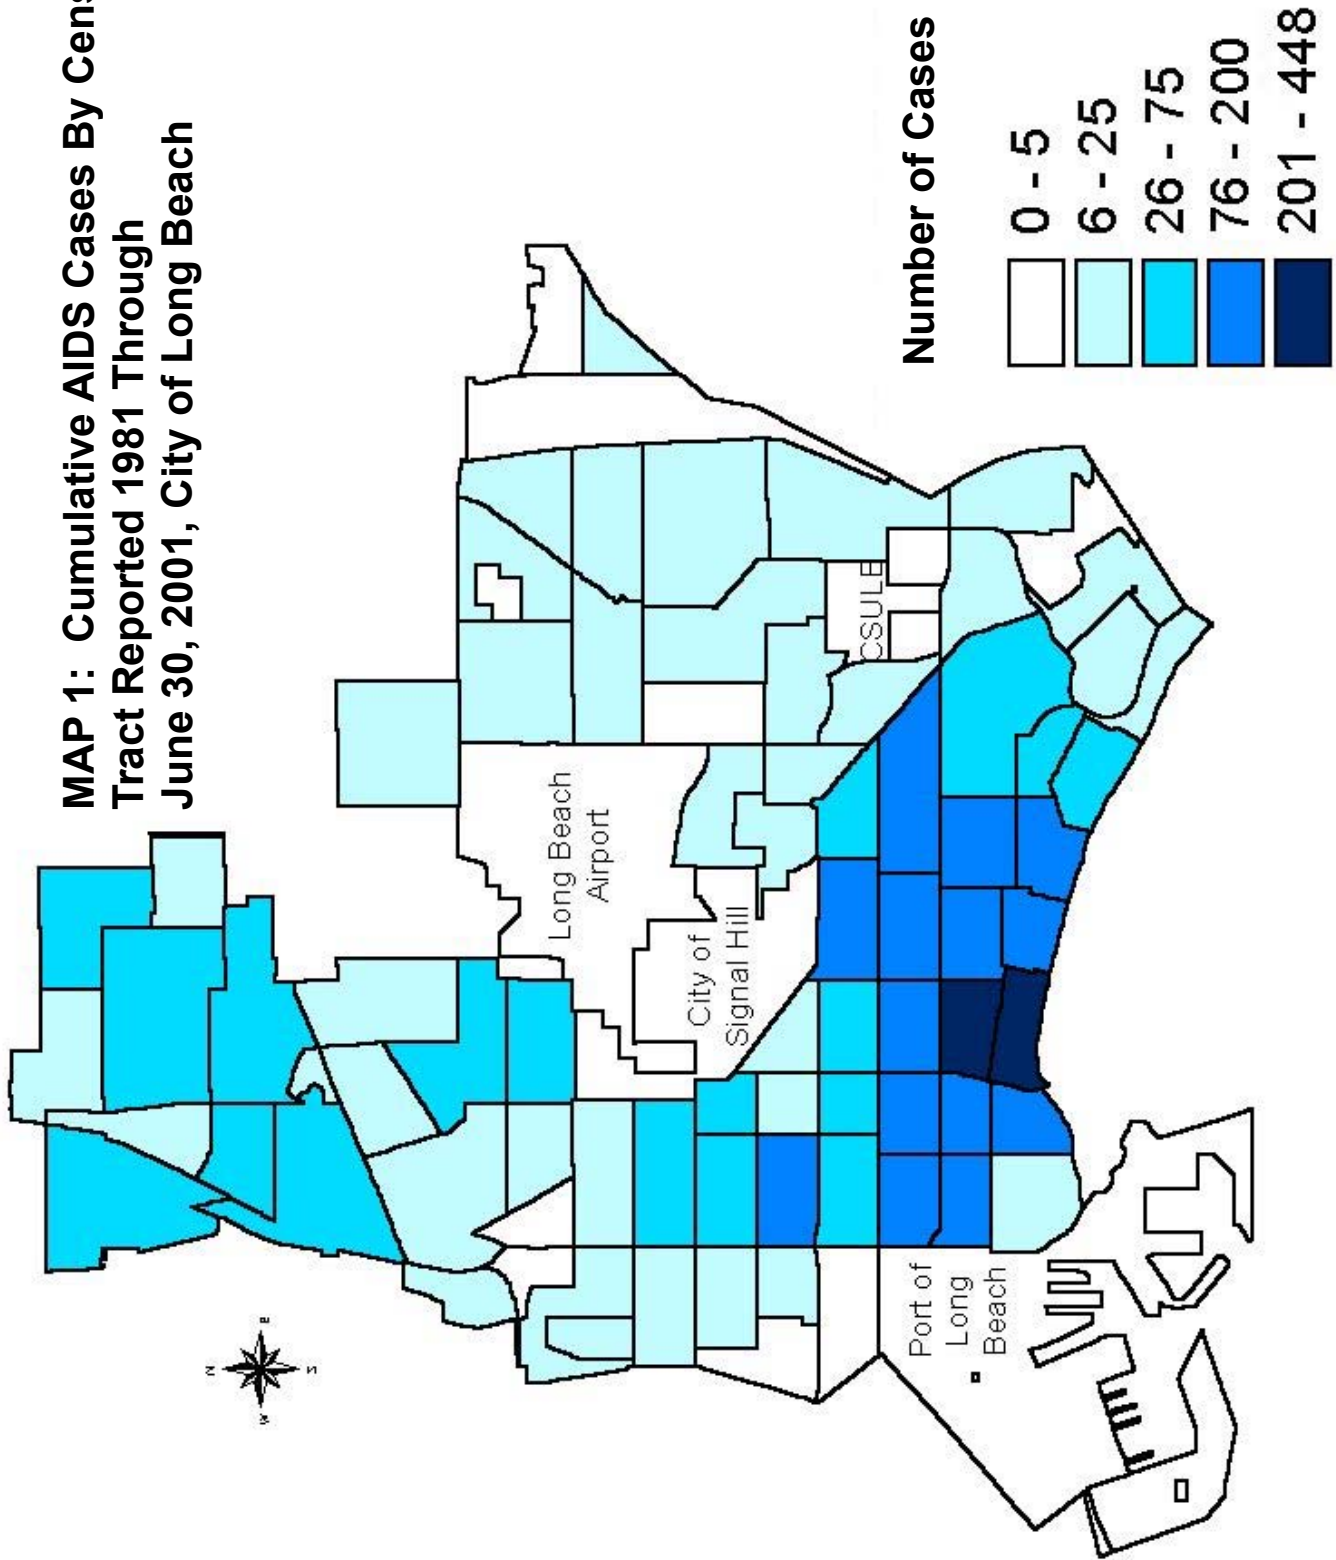 MAP 1: Cumulative AIDS Cases By Cens
Tract Reported 1981 Through
June 30, 2001, City of Long Beach
N
E
S
W
Long Beach
Airport
City of
Signal Hill
CSULB
Port of
Long
Beach
Number of Cases
0 - 5
6 - 25
26 - 75
76 - 200
201 - 448